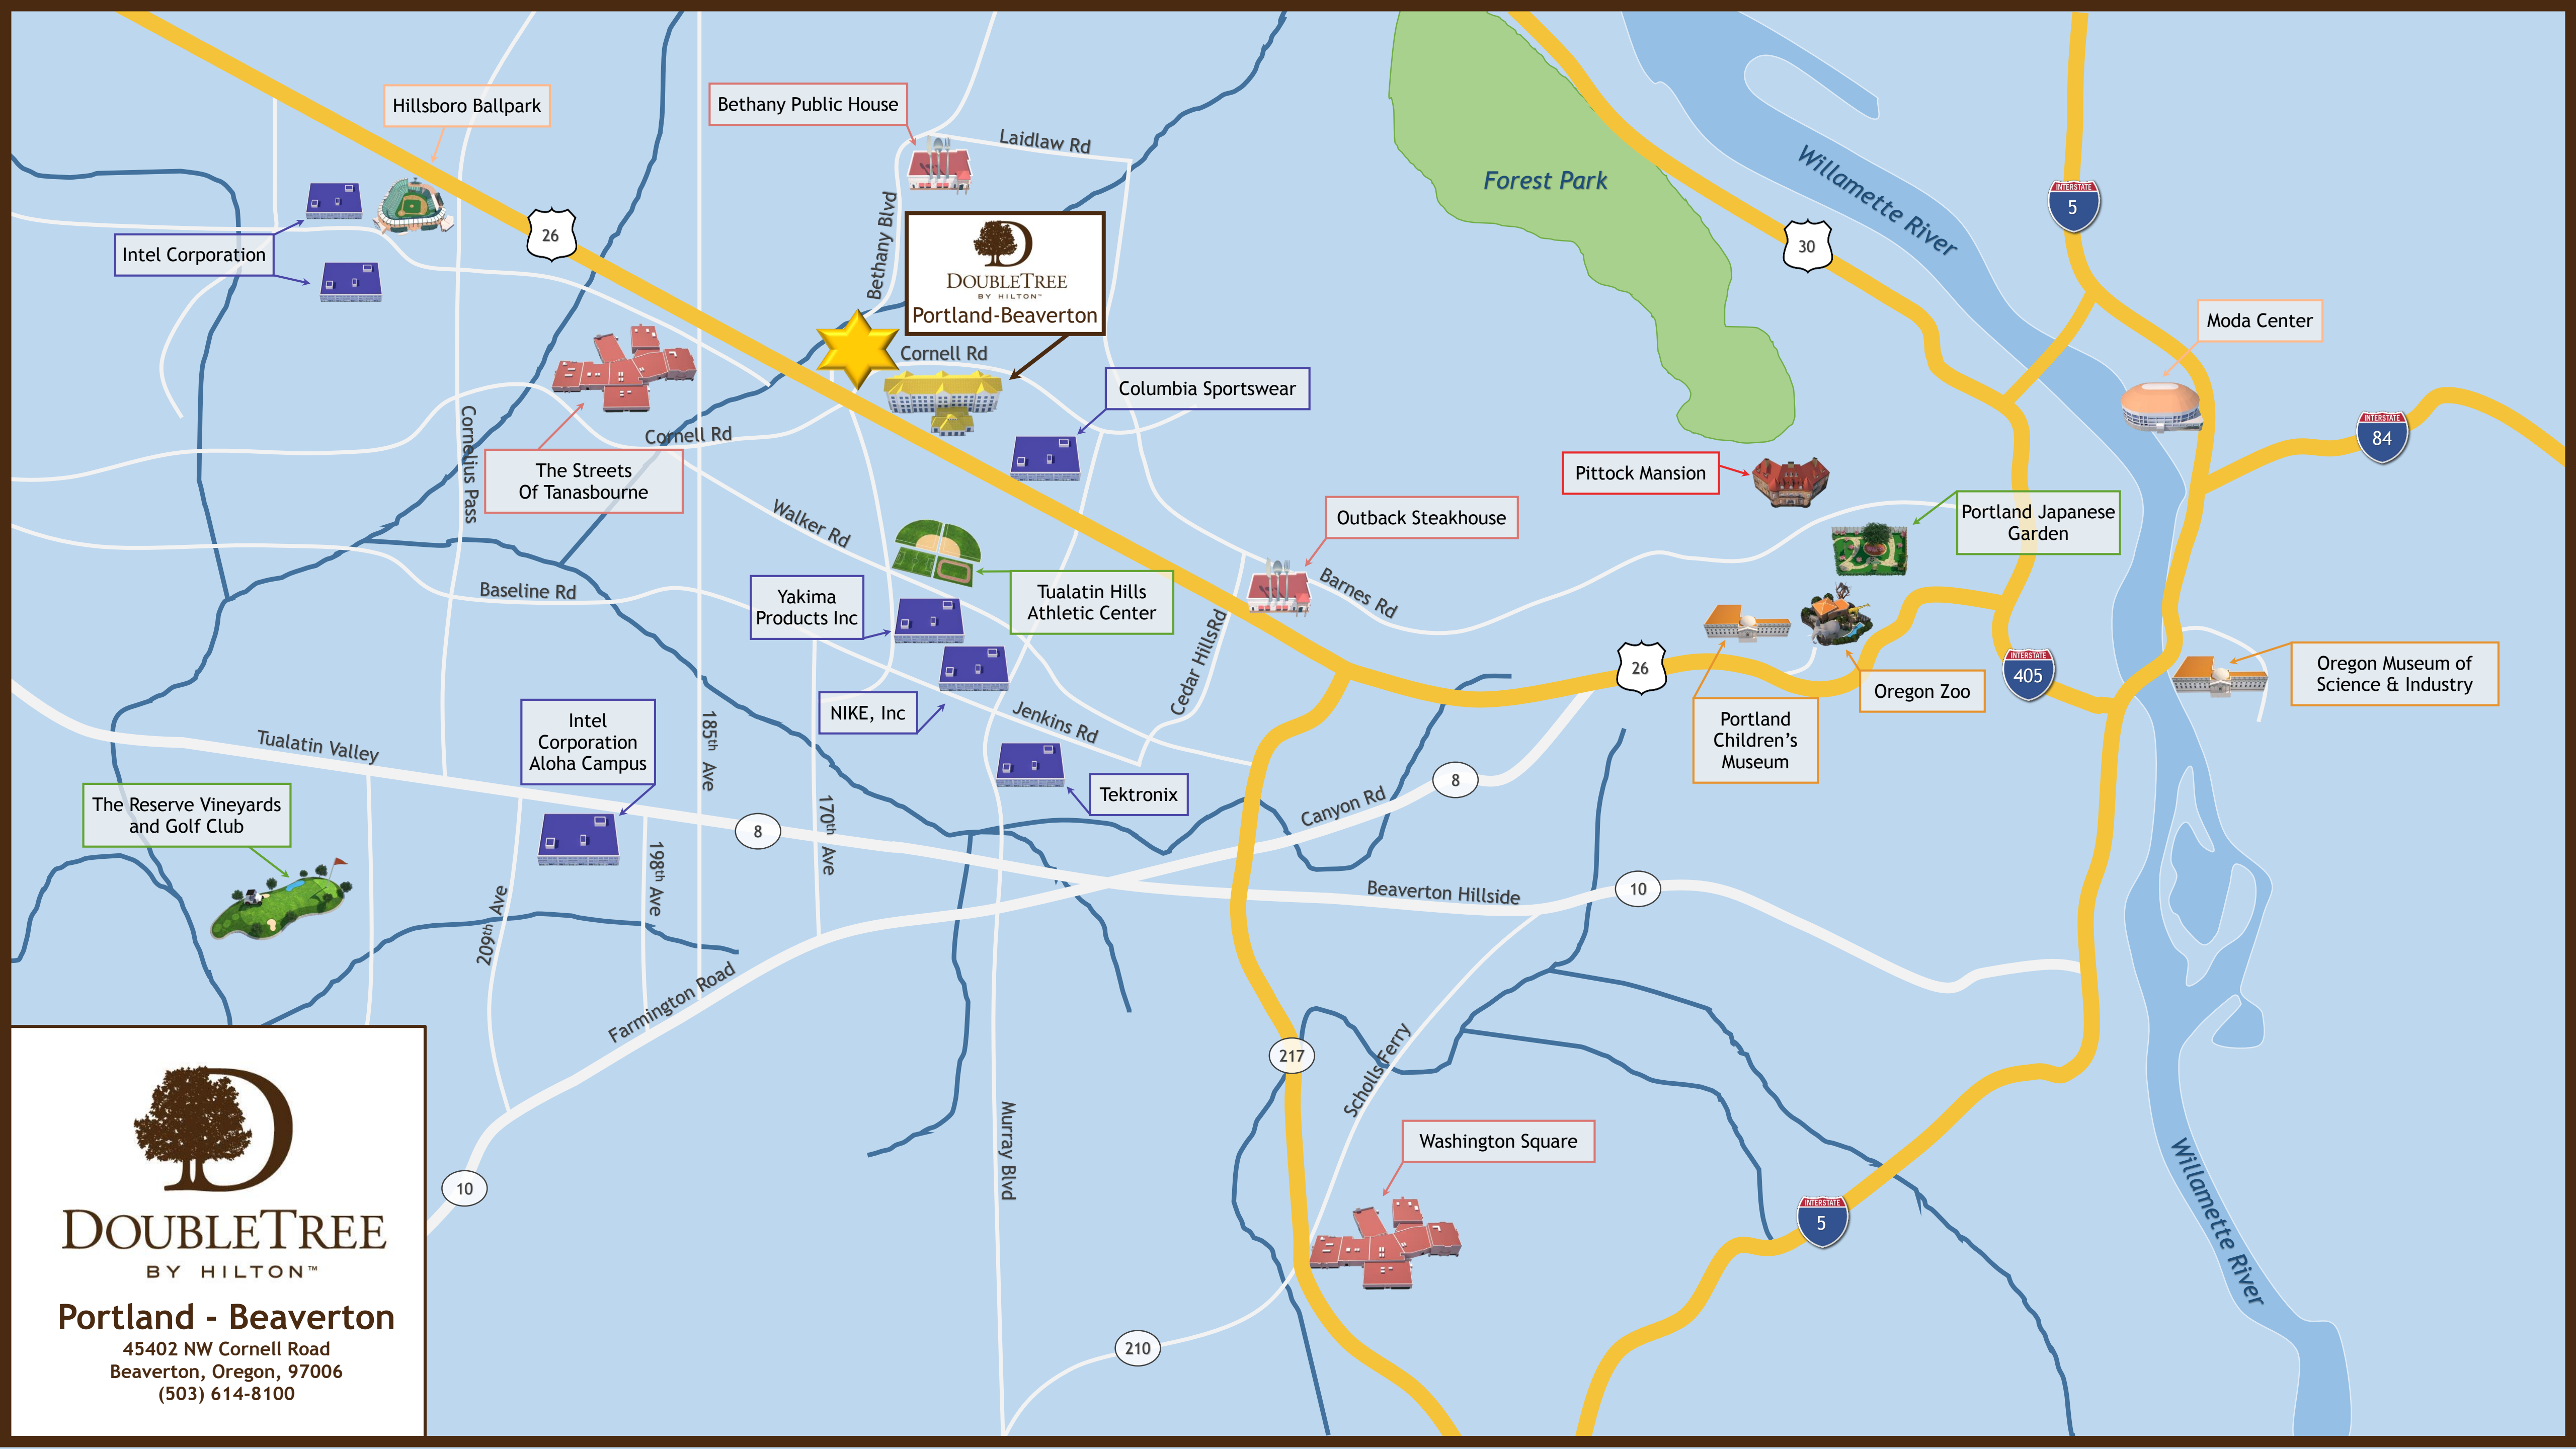 Hillsboro Ballpark
Bethany Public House
Laidlaw Rd
Forest Park
Willamette River
INTERSTATE
5
26
30
Intel Corporation
Bethany Blvd
DOUBLETREE
BY HILTON™
Portland-Beaverton
Cornell Rd
Columbia Sportswear
Moda Center
INTERSTATE
84
Cornelius Pass
Cornell Rd
The Streets
Of Tanasbourne
Walker Rd
Outback Steakhouse
Pittock Mansion
Portland Japanese
Garden
Baseline Rd
Yakima
Products Inc
Tualatin Hills
Athletic Center
Barnes Rd
Cedar HillsRd
26
INTERSTATE
405
Oregon Zoo
Oregon Museum of
Science & Industry
Portland
Children's
Museum
NIKE, Inc
Jenkins Rd
Intel
Corporation
Aloha Campus
185th Ave
Tualatin Valley
Tektronix
8
Canyon Rd
The Reserve Vineyards
and Golf Club
8
170th Ave
198th Ave
209th Ave
Beaverton Hillside
10
Farmington Road
217
Scholls Ferry
Murray Blvd
Washington Square
INTERSTATE
5
Willamette River
10
210
DOUBLETREE
BY HILTON™
Portland - Beaverton
45402 NW Cornell Road
Beaverton, Oregon, 97006
(503) 614-8100